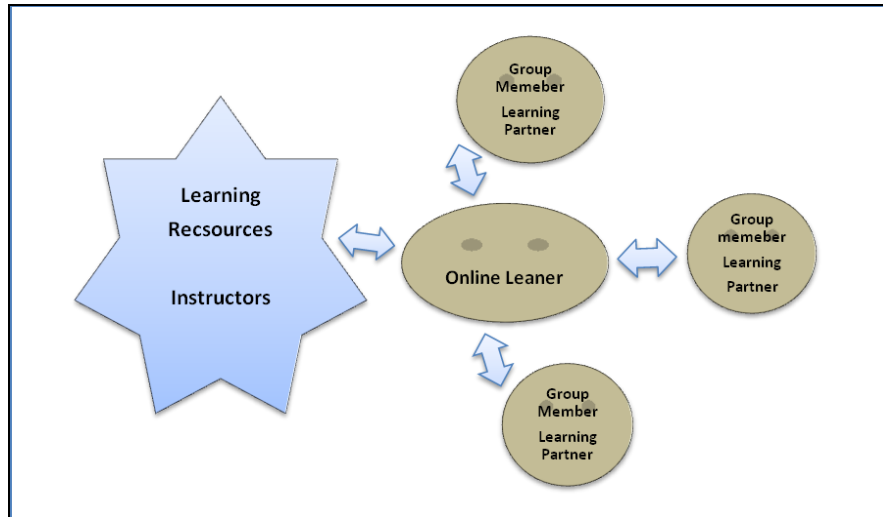 Group
Memeber
Learning
Partner
Learning
Recsources
Instructors
Online Leaner
Group
memeber
Learning
Partner
Group
Member
Learning
Partner